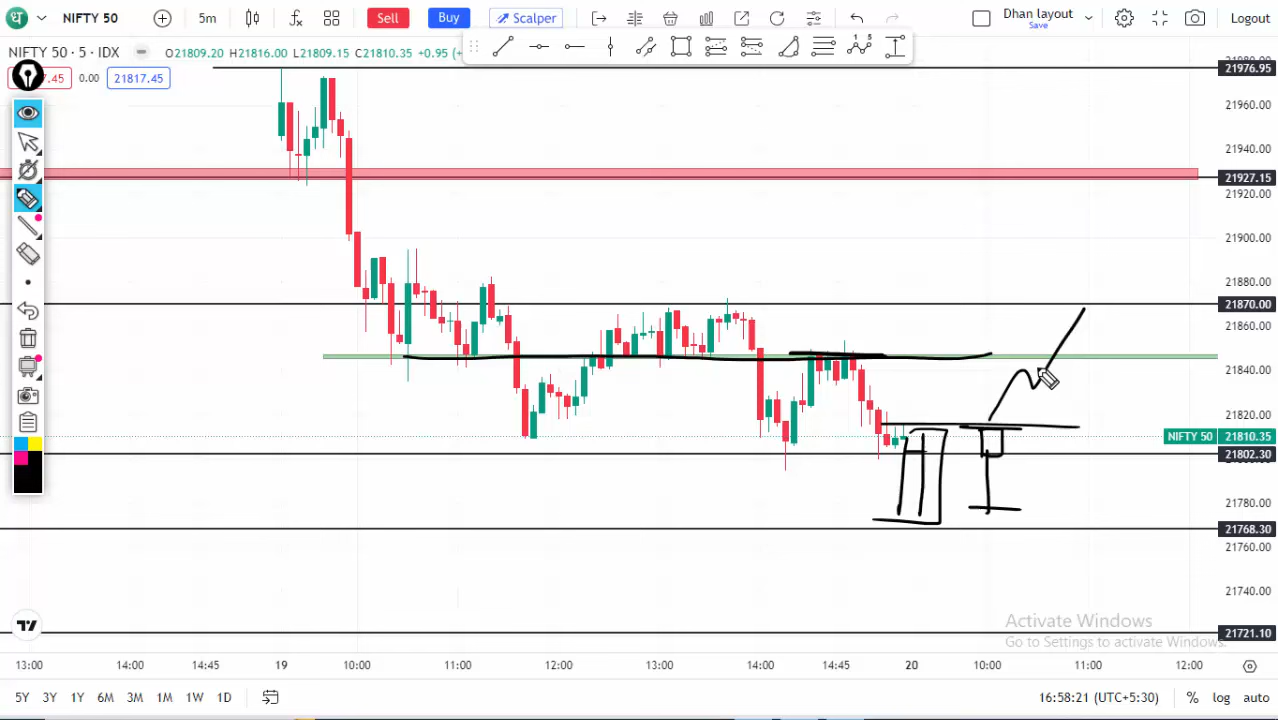 धा NIFTY 50 5m Sell Buy Scalper Dhan layout Save Logout
NIFTY 50 · 5 · IDX O21809.20 H21816.00 L21809.15 C21810.35 +0.95
7.45 0.00 21817.45
21976.95
21960.00
21940.00
21927.15
21920.00
21900.00
21880.00
21870.00
21860.00
21840.00
21820.00
NIFTY 50 21810.35
21802.30
21780.00
21768.30
21760.00
21740.00
21721.10
Activate Windows
Go to Settings to activate Windows.
13:00 14:00 14:45 19 10:00 11:00 12:00 13:00 14:00 14:45 20 10:00 11:00 12:00
5Y 3Y 1Y 6M 3M 1M 1W 1D 16:58:21 (UTC+5:30) % log auto